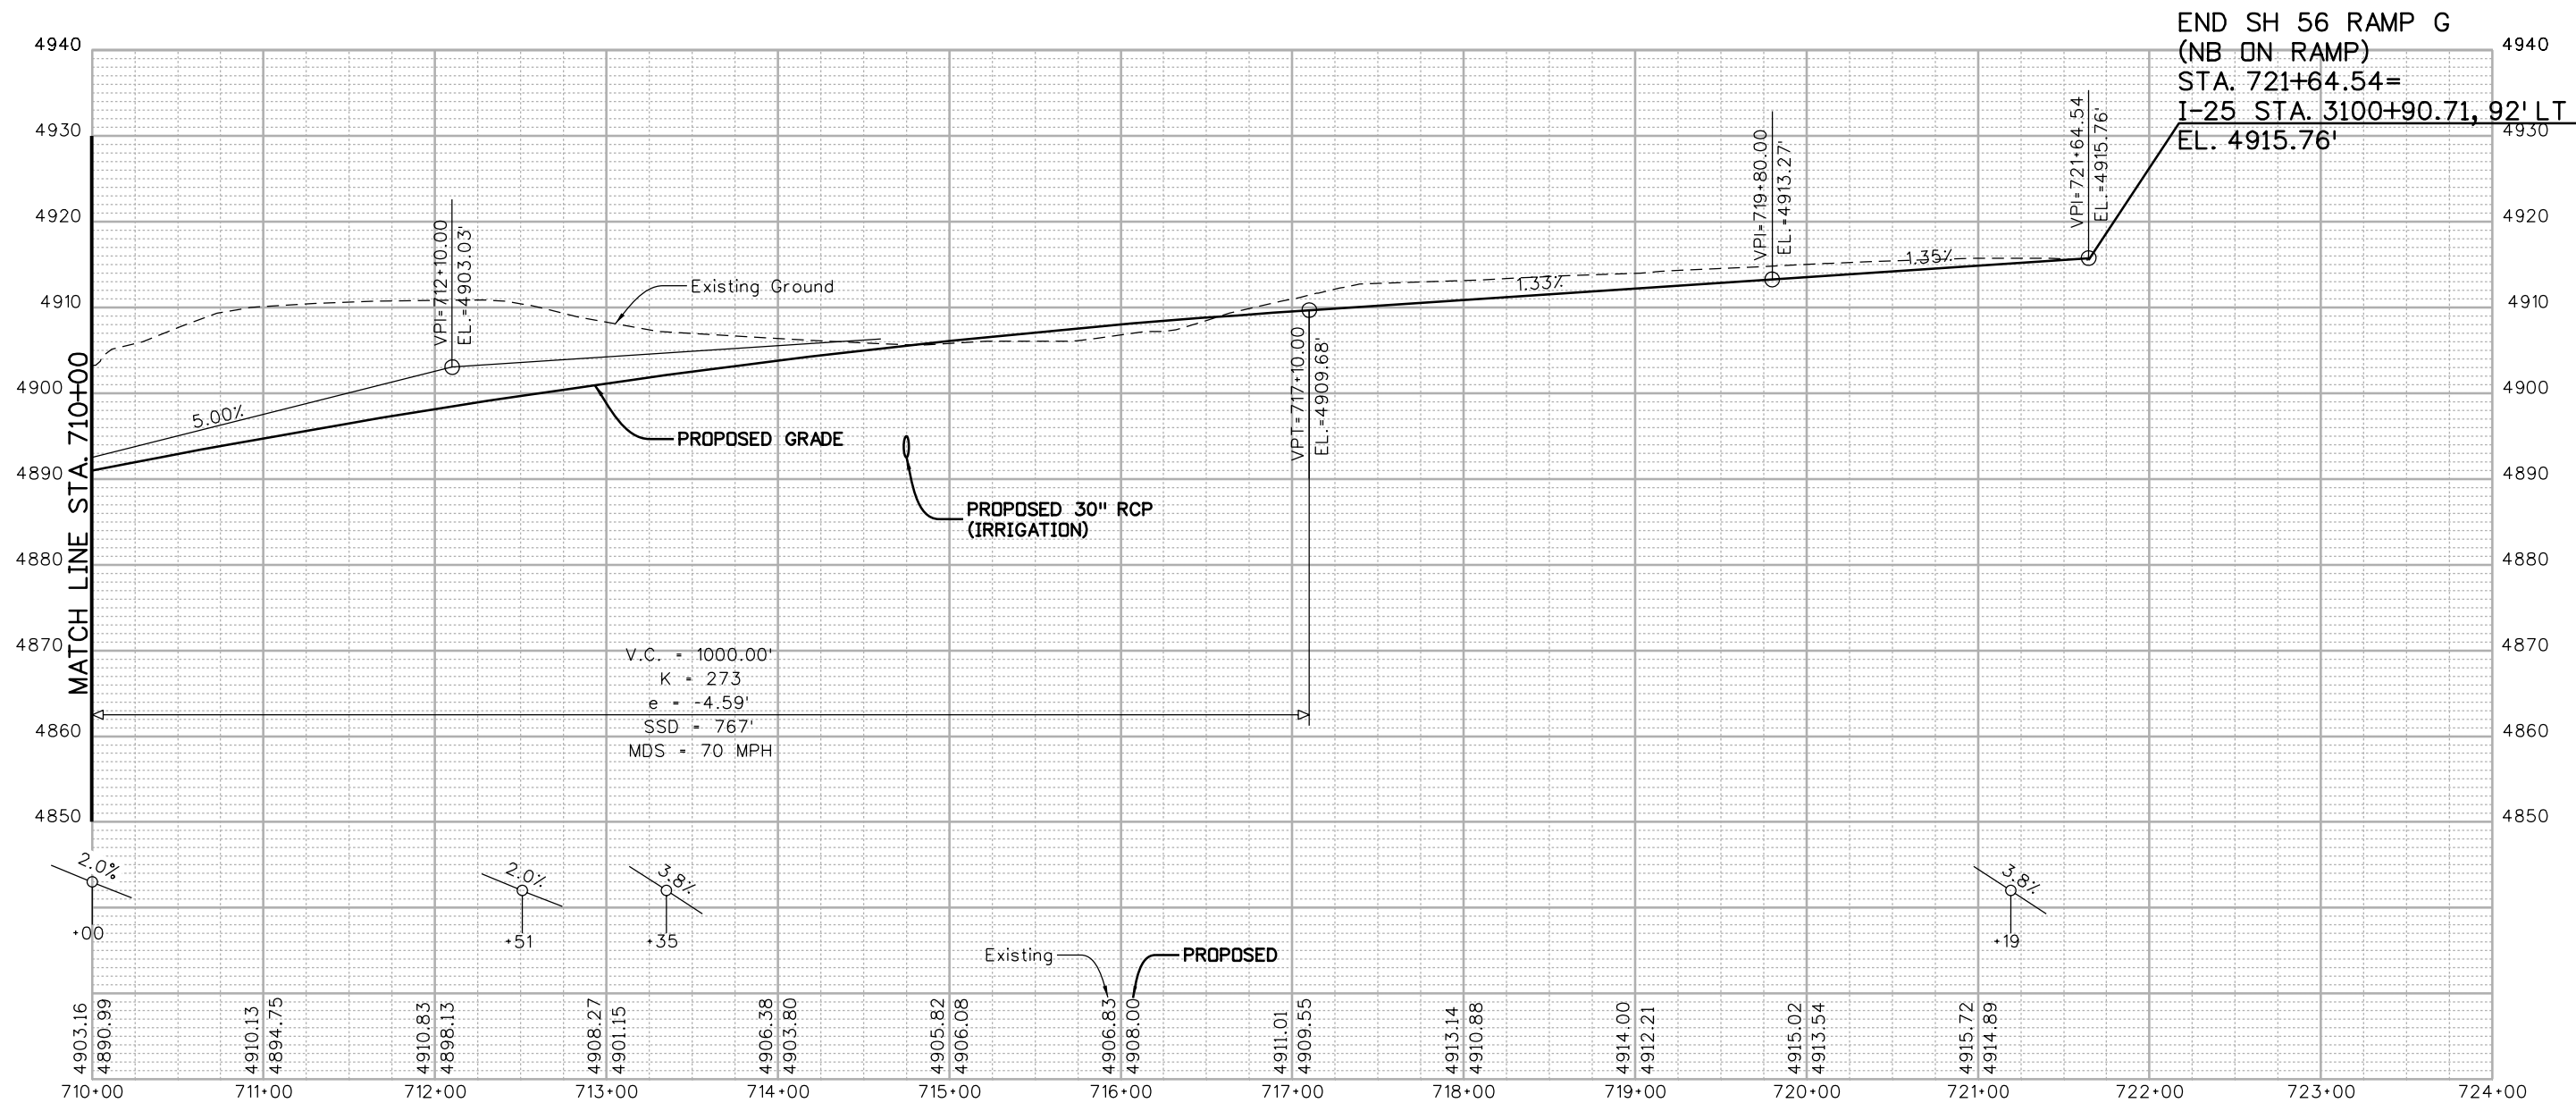 END SH 56 RAMP G
(NB ON RAMP)
STA. 721+64.54=
I-25 STA. 3100+90.71, 92' LT
EL. 4915.76'
4940
4940
4930
4930
4920
4920
4910
4910
4900
4900
4890
4890
4880
4880
4870
4870
4860
4860
4850
4850
MATCH LINE STA. 710+00
VPI=712+10.00
EL.=4903.03'
Existing Ground
5.00%
PROPOSED GRADE
PROPOSED 30" RCP
(IRRIGATION)
VPT=717+10.00
EL.=4909.68'
1.33%
VPI=719+80.00
EL.=4913.27'
1.35%
VPI=721+64.54
EL.=4915.76'
V.C. = 1000.00'
K = 273
e = -4.59'
SSD = 767'
MDS = 70 MPH
2.0%
+00
2.0%
+51
3.8%
+35
3.8%
+19
Existing
PROPOSED
4903.16
4890.99
4910.13
4894.75
4910.83
4898.13
4908.27
4901.15
4906.38
4903.80
4905.82
4906.08
4906.83
4908.00
4911.01
4909.55
4913.14
4910.88
4914.00
4912.21
4915.02
4913.54
4915.72
4914.89
710+00
711+00
712+00
713+00
714+00
715+00
716+00
717+00
718+00
719+00
720+00
721+00
722+00
723+00
724+00